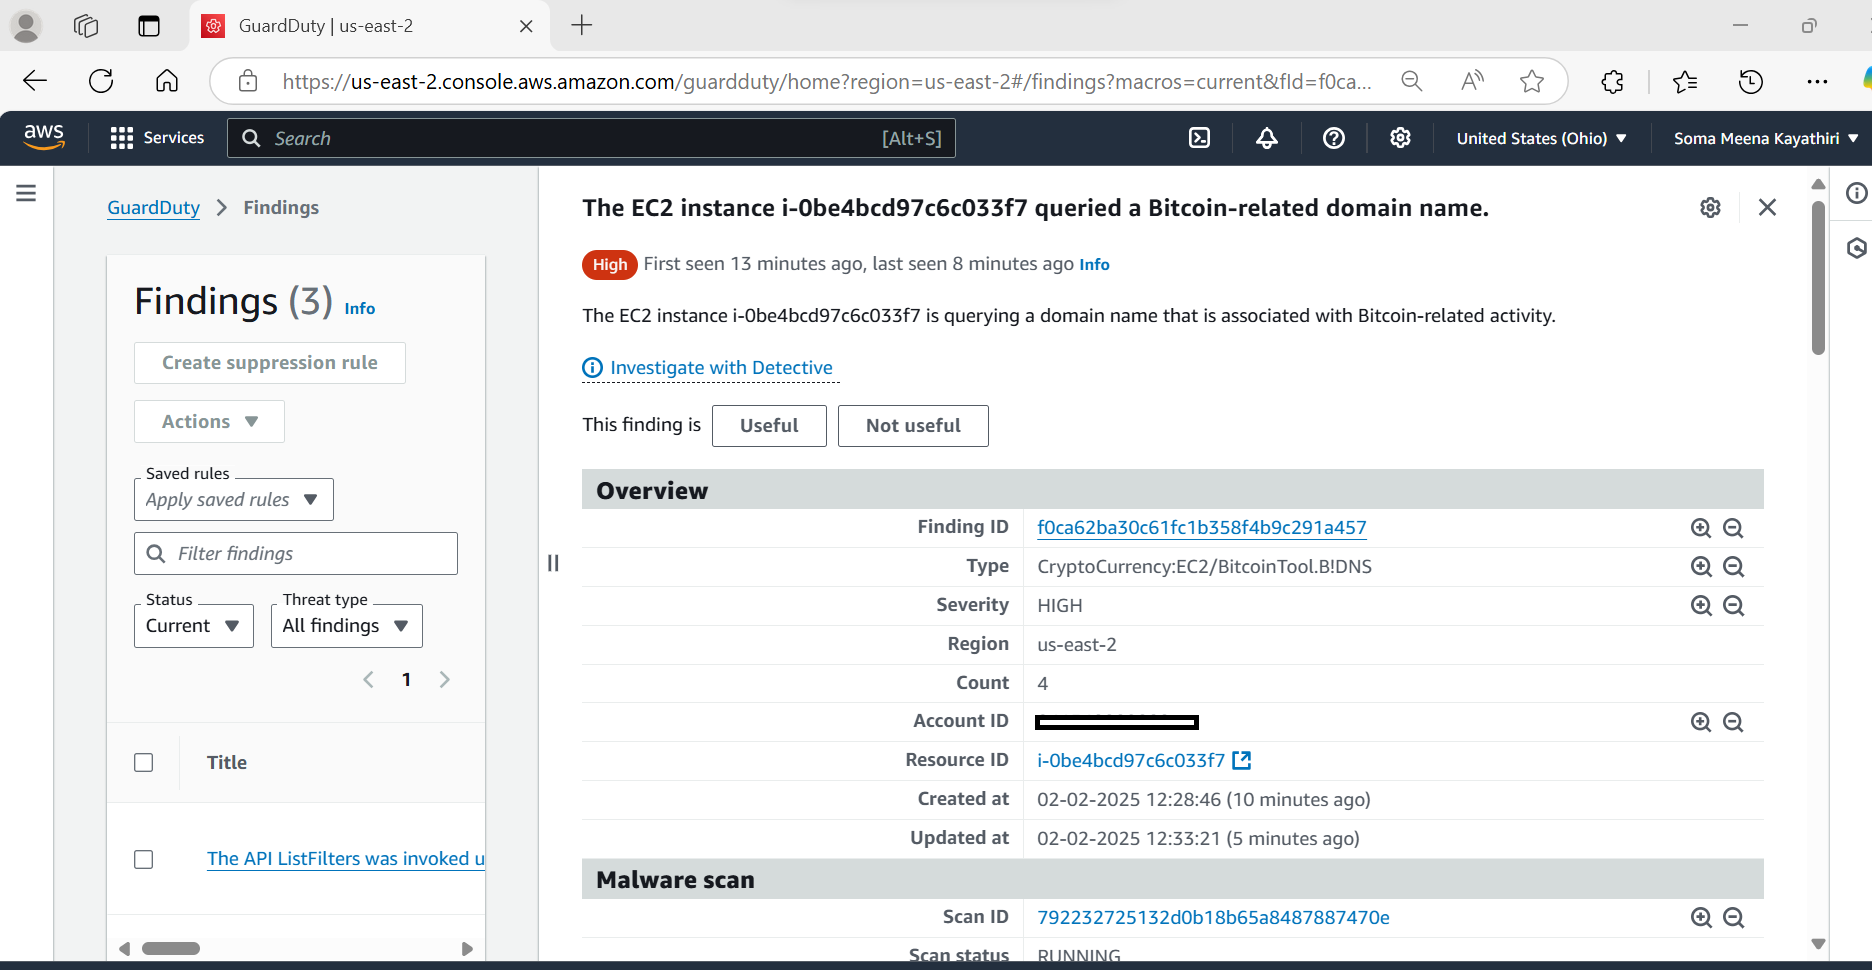 GuardDuty | us-east-2
https://us-east-2.console.aws.amazon.com/guardduty/home?region=us-east-2#/findings?macros=current&fId=f0ca...
aws
Services
Search
[Alt+S]
United States (Ohio)
Soma Meena Kayathiri
GuardDuty
Findings
Findings (3) Info
Create suppression rule
Actions
Saved rules
Apply saved rules
Filter findings
Status
Current
Threat type
All findings
1
Title
The API ListFilters was invoked u
The EC2 instance i-0be4bcd97c6c033f7 queried a Bitcoin-related domain name.
High First seen 13 minutes ago, last seen 8 minutes ago Info
The EC2 instance i-0be4bcd97c6c033f7 is querying a domain name that is associated with Bitcoin-related activity.
Investigate with Detective
This finding is Useful Not useful
Overview
Finding ID f0ca62ba30c61fc1b358f4b9c291a457
Type CryptoCurrency:EC2/BitcoinTool.B!DNS
Severity HIGH
Region us-east-2
Count 4
Account ID
Resource ID i-0be4bcd97c6c033f7
Created at 02-02-2025 12:28:46 (10 minutes ago)
Updated at 02-02-2025 12:33:21 (5 minutes ago)
Malware scan
Scan ID 792232725132d0b18b65a8487887470e
Scan status RUNNING